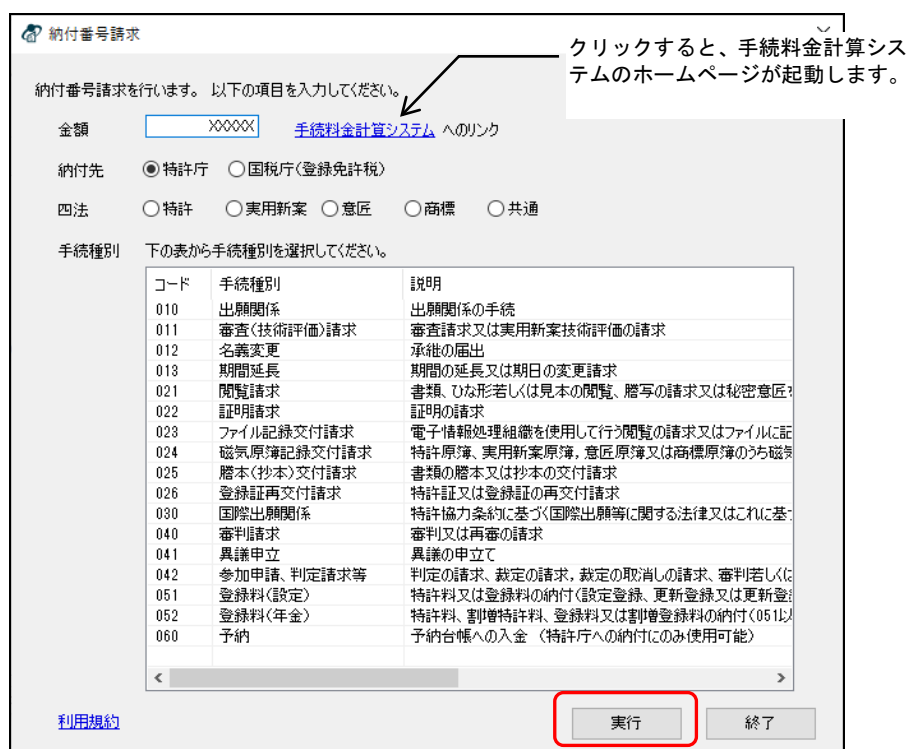 納付番号請求
クリックすると、手続料金計算シス
テムのホームページが起動します。
納付番号請求を行います。 以下の項目を入力してください。
金額 XXXXX 手続料金計算システム へのリンク
納付先 特許庁 国税庁(登録免許税)
四法 特許 実用新案 意匠 商標 共通
手続種別 下の表から手続種別を選択してください。
コード 手続種別 説明
010 出願関係 出願関係の手続
011 審査(技術評価)請求 審査請求又は実用新案技術評価の請求
012 名義変更 承継の届出
013 期間延長 期間の延長又は期日の変更請求
021 閲覧請求 書類、ひな形若しくは見本の閲覧、謄写の請求又は秘密意匠
022 証明請求 証明の請求
023 ファイル記録交付請求 電子情報処理組織を使用して行う閲覧の請求又はファイルに記
024 磁気原簿記録交付請求 特許原簿、実用新案原簿，意匠原簿又は商標原簿のうち磁気
025 謄本(抄本)交付請求 書類の謄本又は抄本の交付請求
026 登録証再交付請求 特許証又は登録証の再交付請求
030 国際出願関係 特許協力条約に基づく国際出願等に関する法律又はこれに基
040 審判請求 審判又は再審の請求
041 異議申立 異議の申立て
042 参加申請、判定請求等 判定の請求、裁定の請求，裁定の取消しの請求、審判若しくは
051 登録料(設定) 特許料又は登録料の納付(設定登録、更新登録又は更新登
052 登録料(年金) 特許料、割増特許料、登録料又は割増登録料の納付(051以
060 予納 予納台帳への入金 (特許庁への納付にのみ使用可能)
利用規約 実行 終了